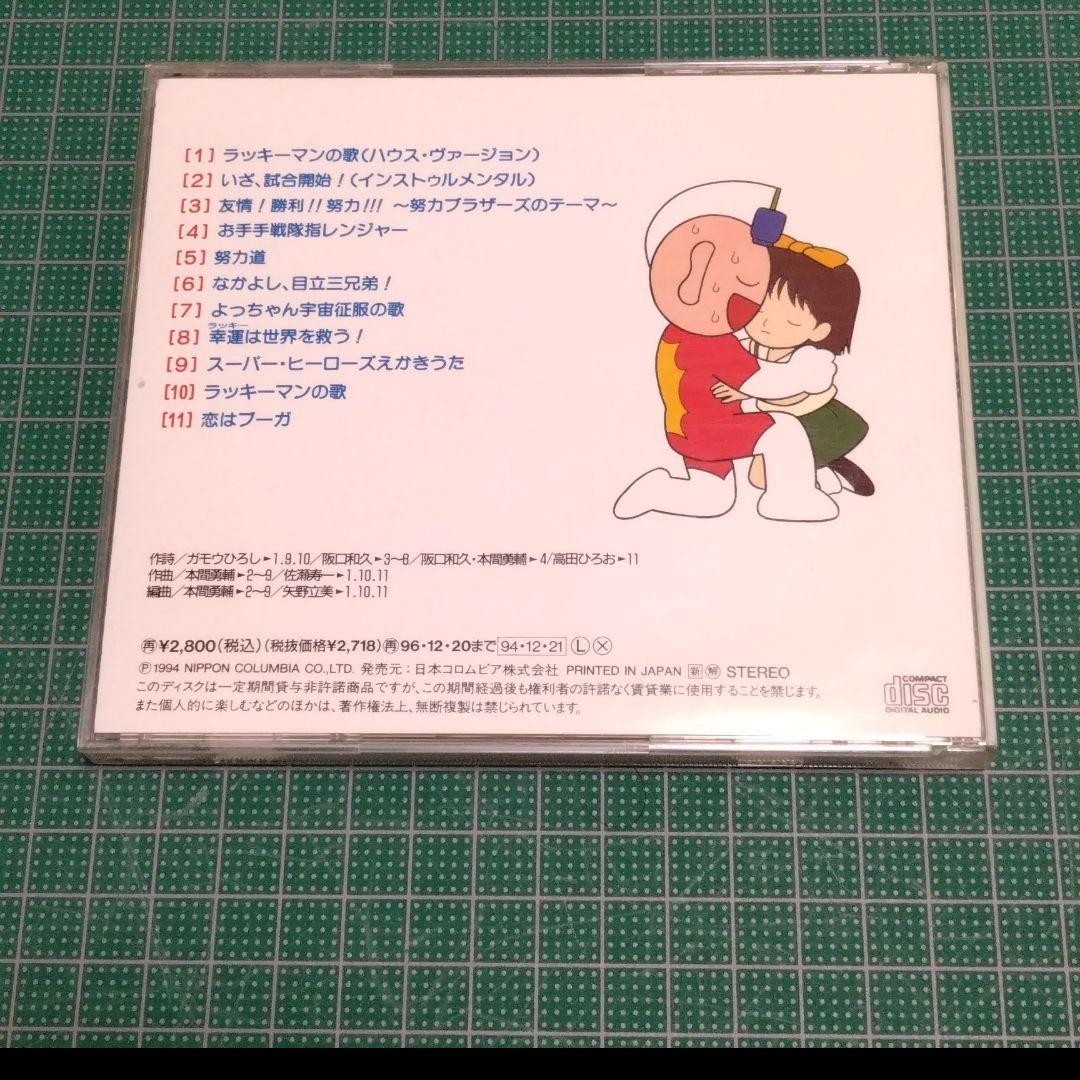 [1] ラッキーマンの歌(ハウス・ヴァージョン)
[2] いざ、試合開始!(インストゥルメンタル)
[3] 友情!勝利!!努力!!! 〜努力ブラザーズのテーマ〜
[4] お手手戦隊指レンジャー
[5] 努力道
[6] なかよし、目立三兄弟!
[7] よっちゃん宇宙征服の歌
ラッキー
[8] 幸運は世界を救う!
[9] スーパー・ヒーローズえかきうた
[10] ラッキーマンの歌
[11] 恋はブーガ
作詩/ガモウひろし►1.9.10/阪口和久►3〜8/阪口和久・本間勇輔►4/高田ひろお►11
作曲/本間勇輔►2〜9/佐瀬寿一►1.10.11
編曲/本間勇輔►2〜9/矢野立美►1.10.11
再¥2,800(税込)(税抜価格¥2,718)再96・12・20まで 94・12・21 Ⓛ Ⓧ
Ⓟ1994 NIPPON COLUMBIA CO.,LTD. 発売元:日本コロムビア株式会社 PRINTED IN JAPAN 新 解 STEREO
このディスクは一定期間貸与非許諾商品ですが、この期間経過後も権利者の許諾なく賃貸業に使用することを禁じます。
また個人的に楽しむなどのほかは、著作権法上、無断複製は禁じられています。
COMPACT
disc
DIGITAL AUDIO